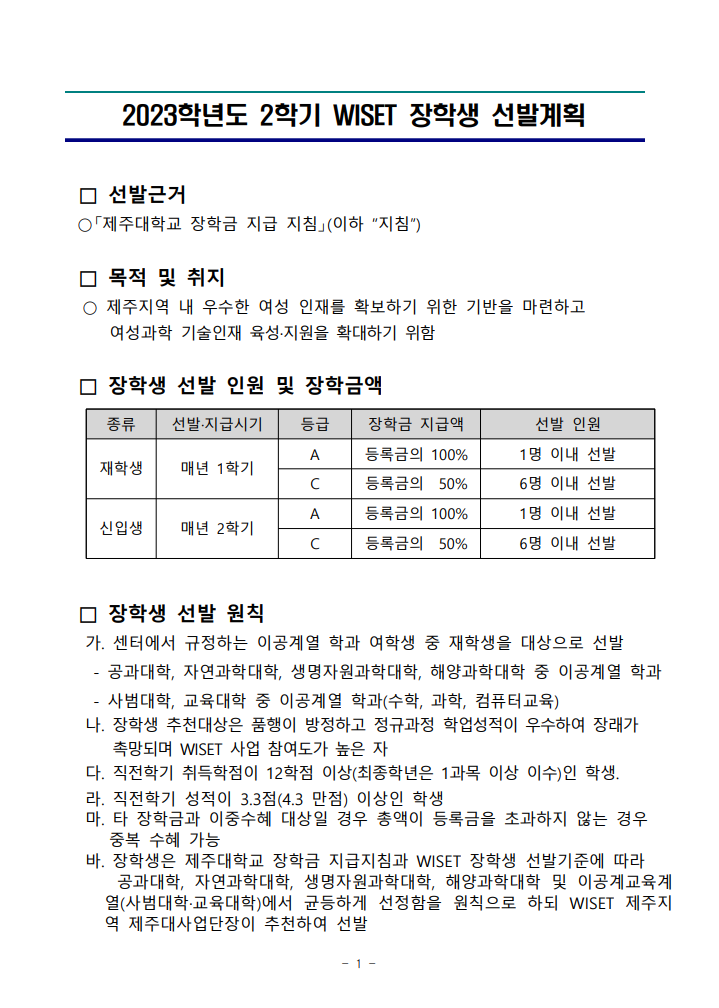 2023학년도 2학기 WISET 장학생 선발계획
□ 선발근거
○「제주대학교 장학금 지급 지침」(이하 “지침”)
□ 목적 및 취지
○ 제주지역 내 우수한 여성 인재를 확보하기 위한 기반을 마련하고
여성과학 기술인재 육성·지원을 확대하기 위함
□ 장학생 선발 인원 및 장학금액
종류 선발·지급시기 등급 장학금 지급액 선발 인원
재학생 매년 1학기 A 등록금의 100% 1명 이내 선발
C 등록금의 50% 6명 이내 선발
신입생 매년 2학기 A 등록금의 100% 1명 이내 선발
C 등록금의 50% 6명 이내 선발
□ 장학생 선발 원칙
가. 센터에서 규정하는 이공계열 학과 여학생 중 재학생을 대상으로 선발
- 공과대학, 자연과학대학, 생명자원과학대학, 해양과학대학 중 이공계열 학과
- 사범대학, 교육대학 중 이공계열 학과(수학, 과학, 컴퓨터교육)
나. 장학생 추천대상은 품행이 방정하고 정규과정 학업성적이 우수하여 장래가
촉망되며 WISET 사업 참여도가 높은 자
다. 직전학기 취득학점이 12학점 이상(최종학년은 1과목 이상 이수)인 학생.
라. 직전학기 성적이 3.3점(4.3 만점) 이상인 학생
마. 타 장학금과 이중수혜 대상일 경우 총액이 등록금을 초과하지 않는 경우
중복 수혜 가능
바. 장학생은 제주대학교 장학금 지급지침과 WISET 장학생 선발기준에 따라
공과대학, 자연과학대학, 생명자원과학대학, 해양과학대학 및 이공계교육계
열(사범대학·교육대학)에서 균등하게 선정함을 원칙으로 하되 WISET 제주지
역 제주대사업단장이 추천하여 선발
- 1 -